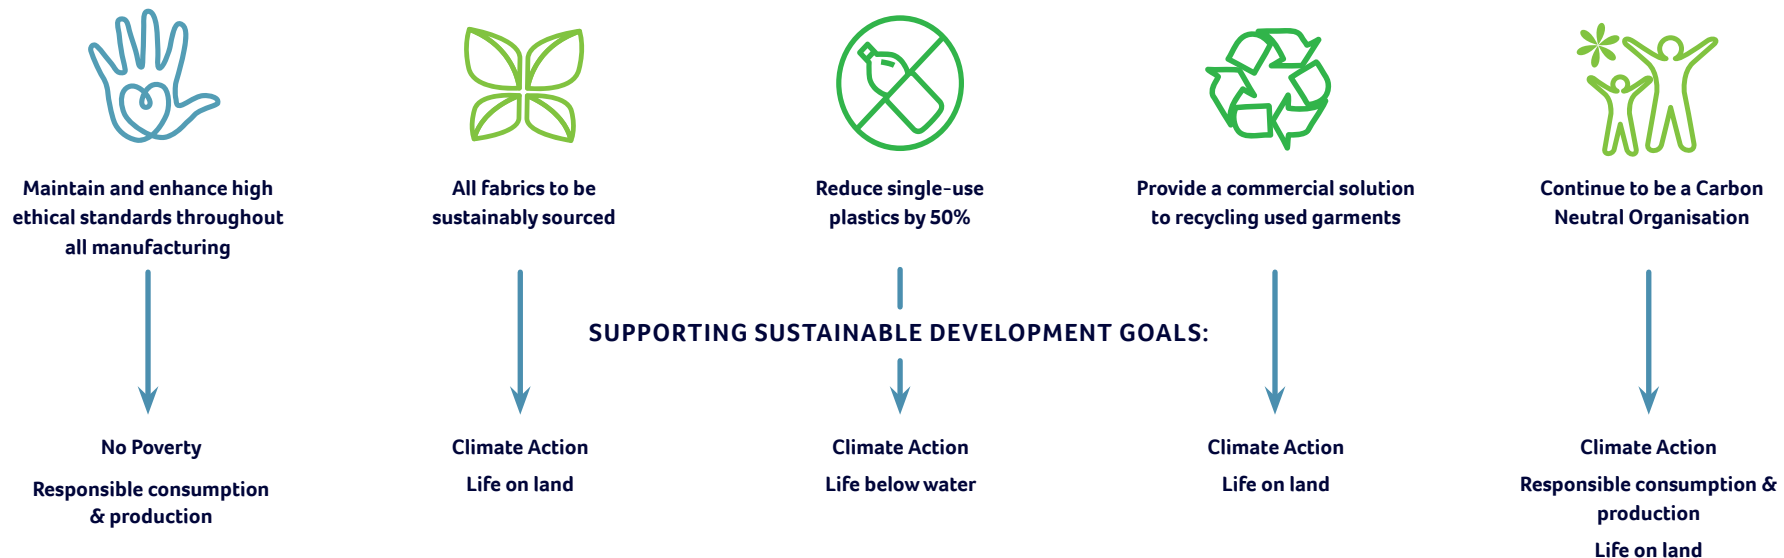 Maintain and enhance high
ethical standards throughout
all manufacturing
All fabrics to be
sustainably sourced
Reduce single-use
plastics by 50%
Provide a commercial solution
to recycling used garments
Continue to be a Carbon
Neutral Organisation
SUPPORTING SUSTAINABLE DEVELOPMENT GOALS:
No Poverty
Responsible consumption
& production
Climate Action
Life on land
Climate Action
Life below water
Climate Action
Life on land
Climate Action
Responsible consumption &
production
Life on land